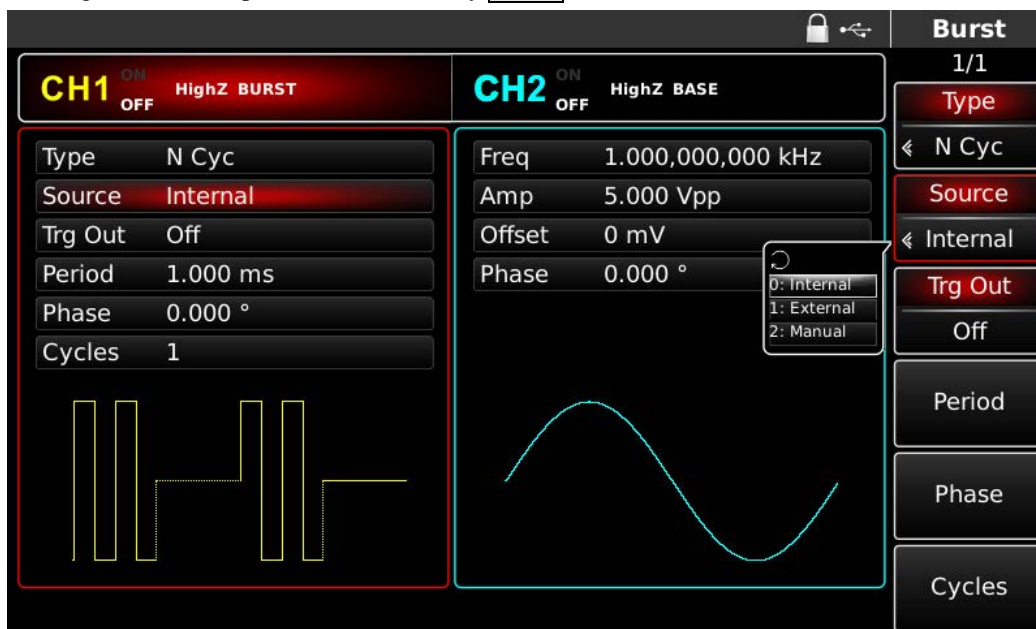 Burst
1/1
CH1 ON OFF HighZ BURST
CH2 ON OFF HighZ BASE
Type N Cyc
Source Internal
Trg Out Off
Period 1.000 ms
Phase 0.000 °
Cycles 1
Freq 1.000,000,000 kHz
Amp 5.000 Vpp
Offset 0 mV
Phase 0.000 °
0: Internal
1: External
2: Manual
Type
N Cyc
Source
Internal
Trg Out
Off
Period
Phase
Cycles